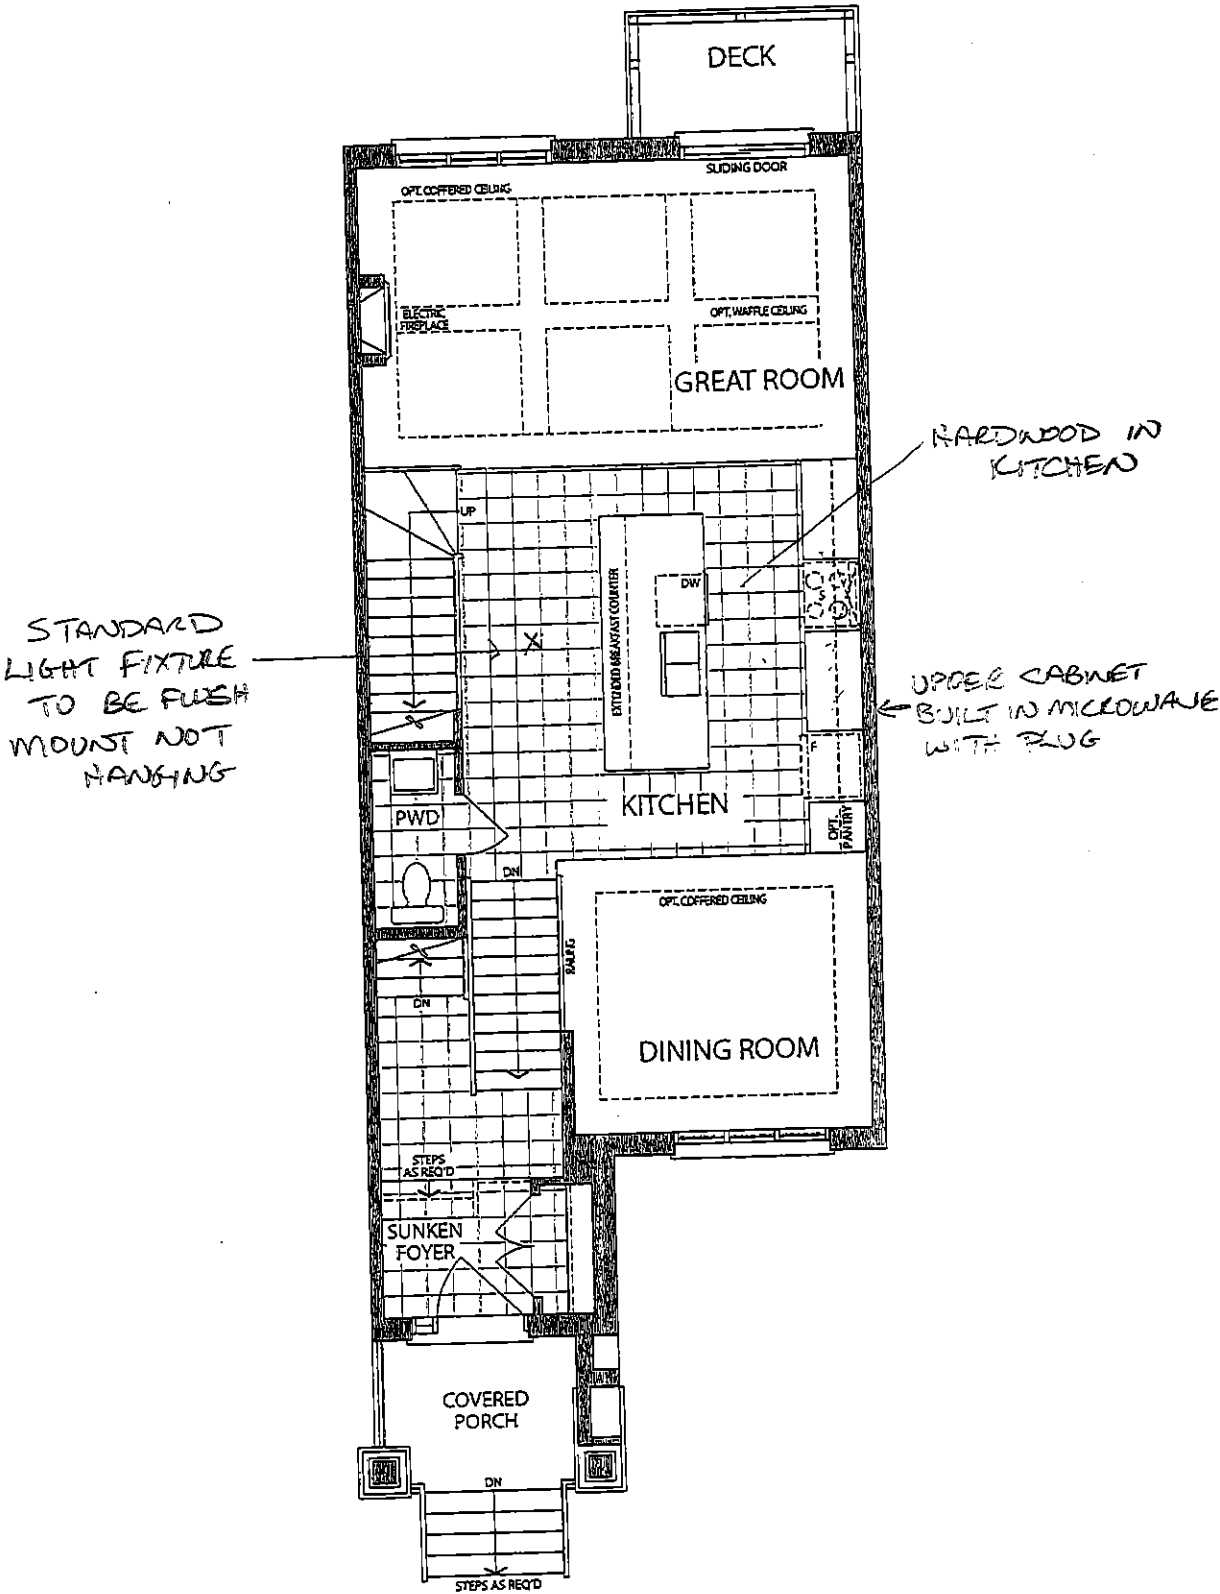 DECK
SLIDING DOOR
OPT. COFFERED CEILING
ELECTRIC
FIREPLACE
OPT. WAFFLE CEILING
GREAT ROOM
HARDWOOD IN
KITCHEN
UP
DW
EXTENDED BREAKFAST COUNTER
S
STANDARD
LIGHT FIXTURE
TO BE FLUSH
MOUNT NOT
HANGING
UPPER CABINET
BUILT IN MICROWAVE
WITH PLUG
F
KITCHEN
OPT.
PANTRY
PWD
DN
OPT. COFFERED CEILING
RAILING
DN
DINING ROOM
STEPS
AS REQ'D
SUNKEN
FOYER
COVERED
PORCH
DN
STEPS AS REQ'D